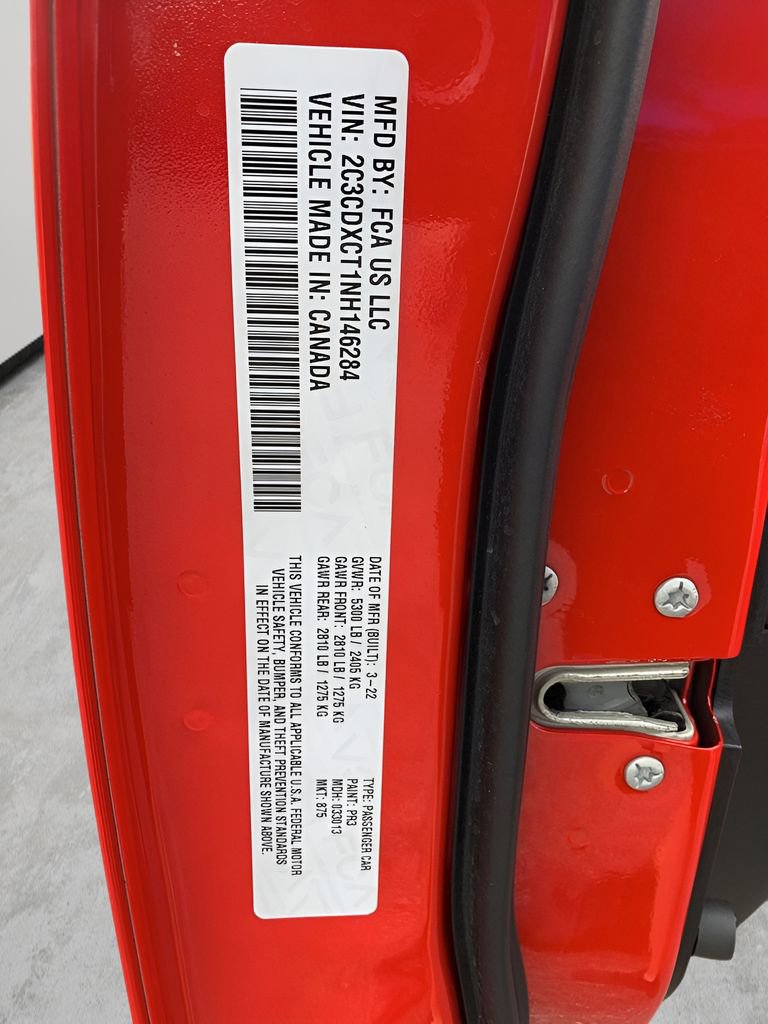 MFD BY: FCA US LLC
VIN: 2C3CDXCT1NH146284
VEHICLE MADE IN: CANADA
DATE OF MFR (BUILT): 3-22
GVWR: 5300 LB / 2405 KG
GAWR FRONT: 2810 LB / 1275 KG
GAWR REAR: 2810 LB / 1275 KG
TYPE: PASSENGER CAR
PAINT: PR3
MDH: 033013
MKT: 875
THIS VEHICLE CONFORMS TO ALL APPLICABLE U.S.A. FEDERAL MOTOR
VEHICLE SAFETY, BUMPER, AND THEFT PREVENTION STANDARDS
IN EFFECT ON THE DATE OF MANUFACTURE SHOWN ABOVE.